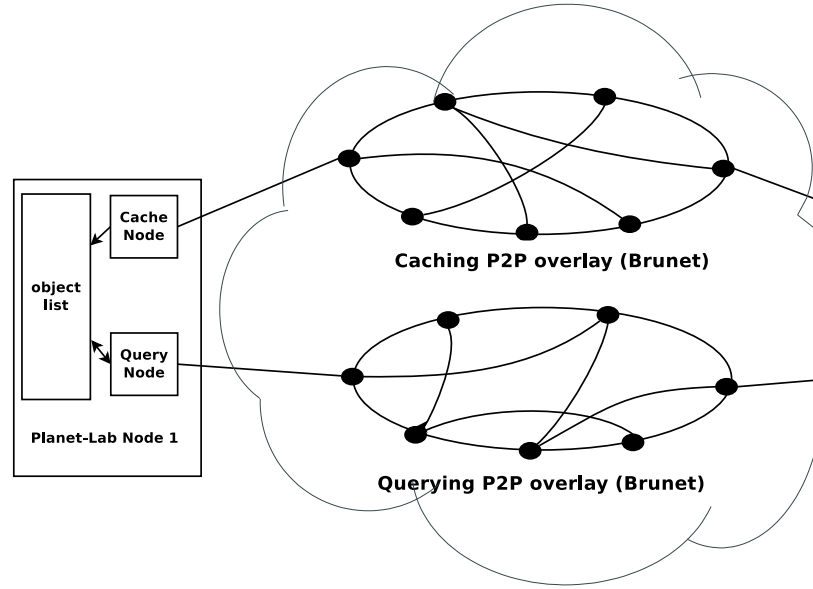 Cache
Node
object
list
Query
Node
Planet-Lab Node 1
Caching P2P overlay (Brunet)
Querying P2P overlay (Brunet)